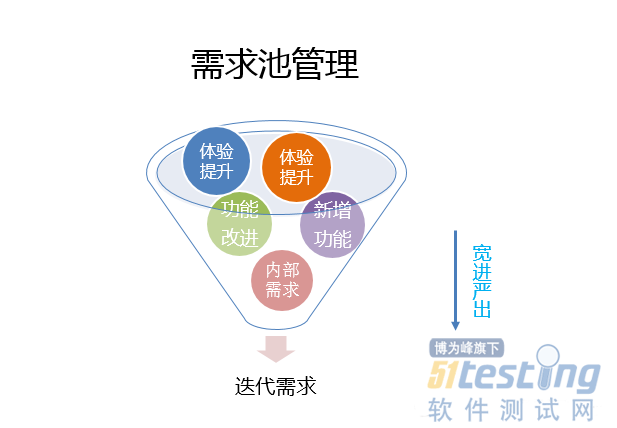 需求池管理
体验
提升
体验
提升
功能
改进
新增
功能
内部
需求
迭代需求
宽进严出
博为峰旗下
51testing
软件测试网